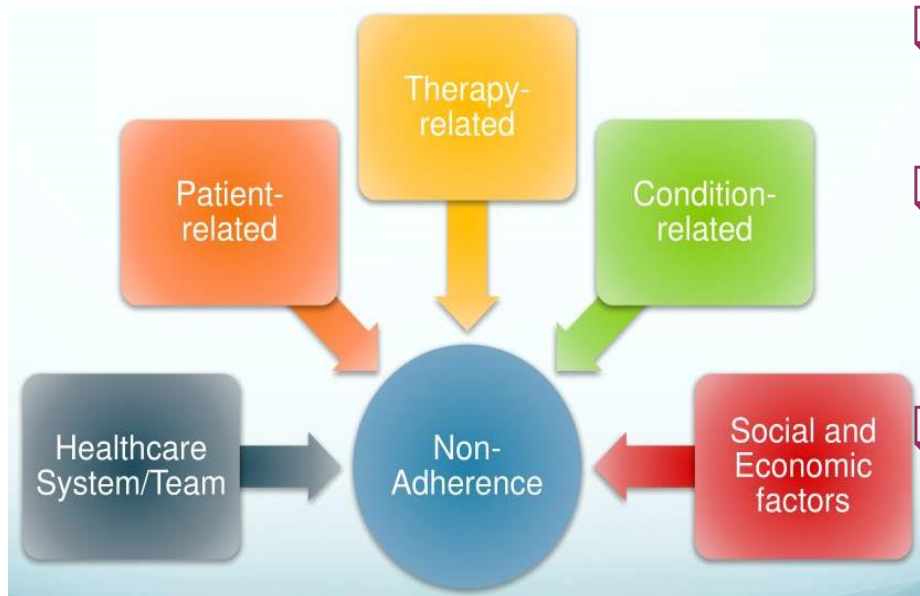 Therapy-
related
Patient-
related
Condition-
related
Healthcare
System/Team
Non-
Adherence
Social and
Economic
factors